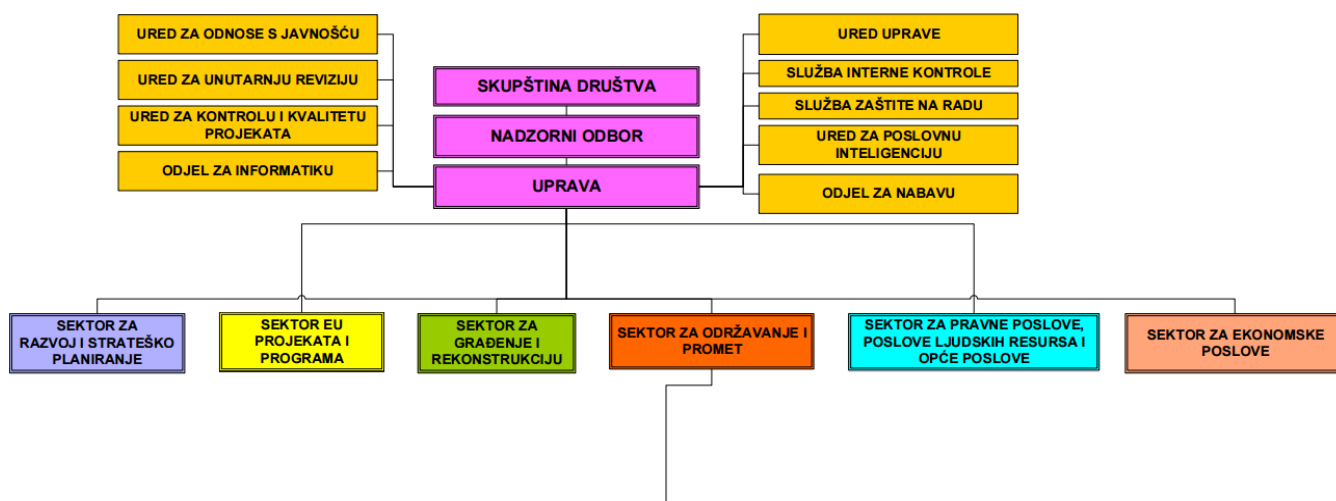 URED ZA ODNOSE S JAVNOŠĆU
URED ZA UNUTARNJU REVIZIJU
URED ZA KONTROLU I KVALITETU
PROJEKATA
ODJEL ZA INFORMATIKU
SKUPŠTINA DRUŠTVA
NADZORNI ODBOR
UPRAVA
URED UPRAVE
SLUŽBA INTERNE KONTROLE
SLUŽBA ZAŠTITE NA RADU
URED ZA POSLOVNU
INTELIGENCIJU
ODJEL ZA NABAVU
SEKTOR ZA
RAZVOJ I STRATEŠKO
PLANIRANJE
SEKTOR EU
PROJEKATA I
PROGRAMA
SEKTOR ZA
GRAĐENJE I
REKONSTRUKCIJU
SEKTOR ZA ODRŽAVANJE I
PROMET
SEKTOR ZA PRAVNE POSLOVE,
POSLOVE LJUDSKIH RESURSA I
OPĆE POSLOVE
SEKTOR ZA EKONOMSKE
POSLOVE